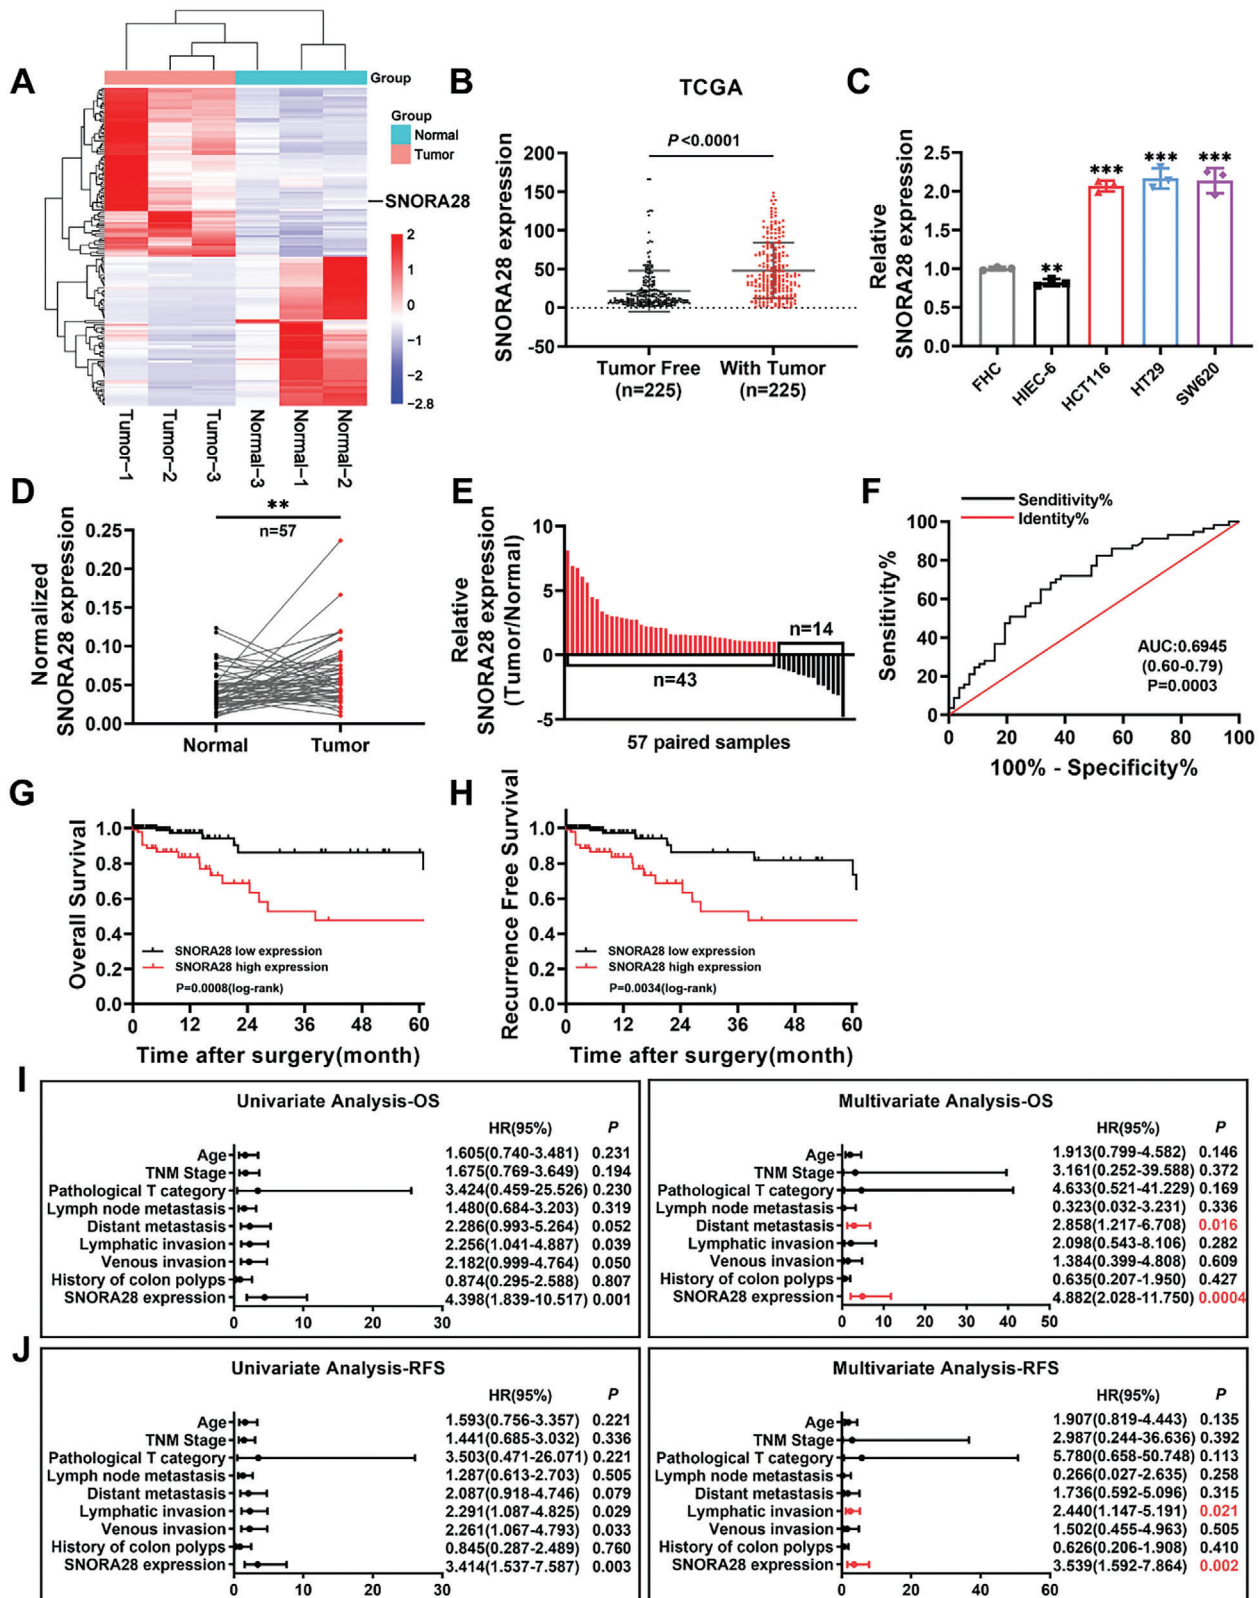 A
Group
Group
Normal
Tumor
SNORA28
2
1
0
−1
−2
−2.8
Tumor−1
Tumor−2
Tumor−3
Normal−3
Normal−1
Normal−2
B
TCGA
SNORA28 expression
P<0.0001
200
150
100
50
0
-50
Tumor Free
(n=225)
With Tumor
(n=225)
C
Relative
SNORA28 expression
2.5
2.0
1.5
1.0
0.5
0.0
**
***
***
***
FHC
HIEC-6
HCT116
HT29
SW620
D
Normalized
SNORA28 expression
**
n=57
0.25
0.20
0.15
0.10
0.05
0.00
Normal
Tumor
E
Relative
SNORA28 expression
(Tumor/Normal)
10
5
0
-5
n=14
n=43
57 paired samples
F
Senditivity%
Identity%
Sensitivity%
100
80
60
40
20
0
AUC:0.6945
(0.60-0.79)
P=0.0003
0 20 40 60 80 100
100% - Specificity%
G
Overall Survival
1.0
0.8
0.6
0.4
0.2
0.0
SNORA28 low expression
SNORA28 high expression
P=0.0008(log-rank)
0 12 24 36 48 60
Time after surgery(month)
H
Recurrence Free Survival
1.0
0.8
0.6
0.4
0.2
0.0
SNORA28 low expression
SNORA28 high expression
P=0.0034(log-rank)
0 12 24 36 48 60
Time after surgery(month)
I
Univariate Analysis-OS
HR(95%) P
Age 1.605(0.740-3.481) 0.231
TNM Stage 1.675(0.769-3.649) 0.194
Pathological T category 3.424(0.459-25.526) 0.230
Lymph node metastasis 1.480(0.684-3.203) 0.319
Distant metastasis 2.286(0.993-5.264) 0.052
Lymphatic invasion 2.256(1.041-4.887) 0.039
Venous invasion 2.182(0.999-4.764) 0.050
History of colon polyps 0.874(0.295-2.588) 0.807
SNORA28 expression 4.398(1.839-10.517) 0.001
0 10 20 30
Multivariate Analysis-OS
HR(95%) P
Age 1.913(0.799-4.582) 0.146
TNM Stage 3.161(0.252-39.588) 0.372
Pathological T category 4.633(0.521-41.229) 0.169
Lymph node metastasis 0.323(0.032-3.231) 0.336
Distant metastasis 2.858(1.217-6.708) 0.016
Lymphatic invasion 2.098(0.543-8.106) 0.282
Venous invasion 1.384(0.399-4.808) 0.609
History of colon polyps 0.635(0.207-1.950) 0.427
SNORA28 expression 4.882(2.028-11.750) 0.0004
0 10 20 30 40 50
J
Univariate Analysis-RFS
HR(95%) P
Age 1.593(0.756-3.357) 0.221
TNM Stage 1.441(0.685-3.032) 0.336
Pathological T category 3.503(0.471-26.071) 0.221
Lymph node metastasis 1.287(0.613-2.703) 0.505
Distant metastasis 2.087(0.918-4.746) 0.079
Lymphatic invasion 2.291(1.087-4.825) 0.029
Venous invasion 2.261(1.067-4.793) 0.033
History of colon polyps 0.845(0.287-2.489) 0.760
SNORA28 expression 3.414(1.537-7.587) 0.003
0 10 20 30
Multivariate Analysis-RFS
HR(95%) P
Age 1.907(0.819-4.443) 0.135
TNM Stage 2.987(0.244-36.636) 0.392
Pathological T category 5.780(0.658-50.748) 0.113
Lymph node metastasis 0.266(0.027-2.635) 0.258
Distant metastasis 1.736(0.592-5.096) 0.315
Lymphatic invasion 2.440(1.147-5.191) 0.021
Venous invasion 1.502(0.455-4.963) 0.505
History of colon polyps 0.626(0.206-1.908) 0.410
SNORA28 expression 3.539(1.592-7.864) 0.002
0 20 40 60